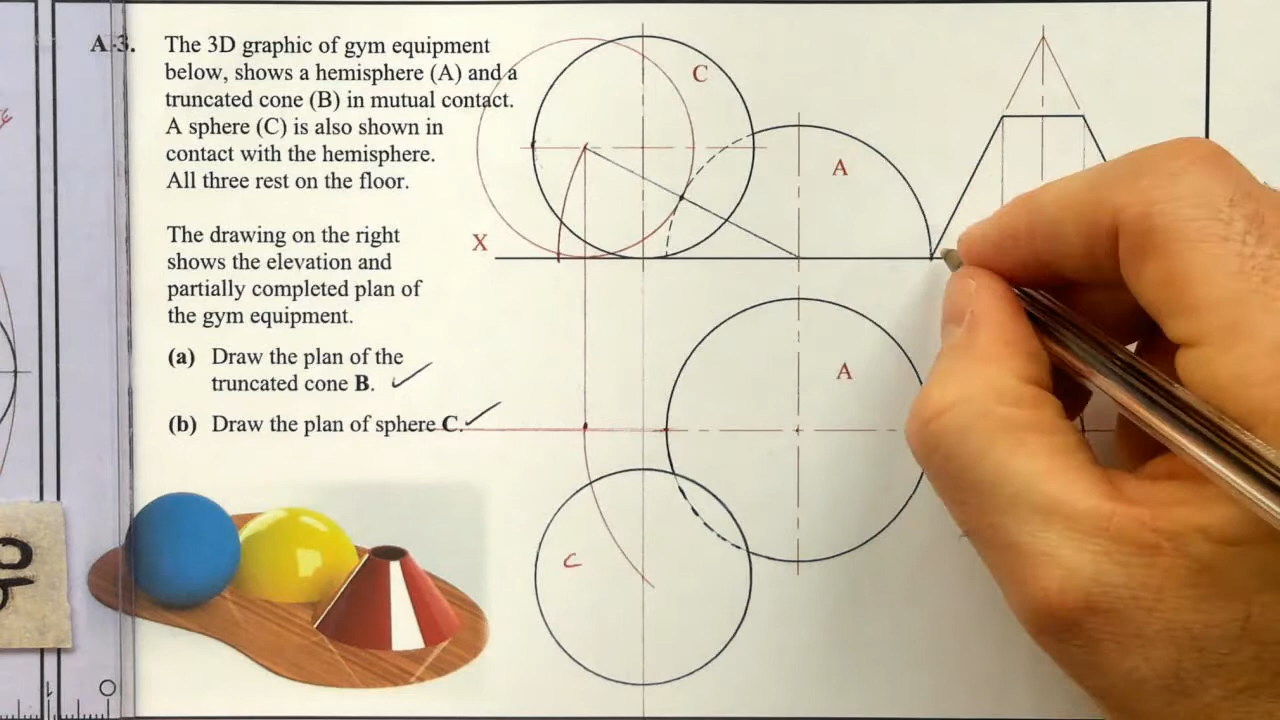 A-3. The 3D graphic of gym equipment
below, shows a hemisphere (A) and a
truncated cone (B) in mutual contact.
A sphere (C) is also shown in
contact with the hemisphere.
All three rest on the floor.
The drawing on the right
shows the elevation and
partially completed plan of
the gym equipment.
(a) Draw the plan of the
truncated cone B.
(b) Draw the plan of sphere C.
C
A
X
A
C
0